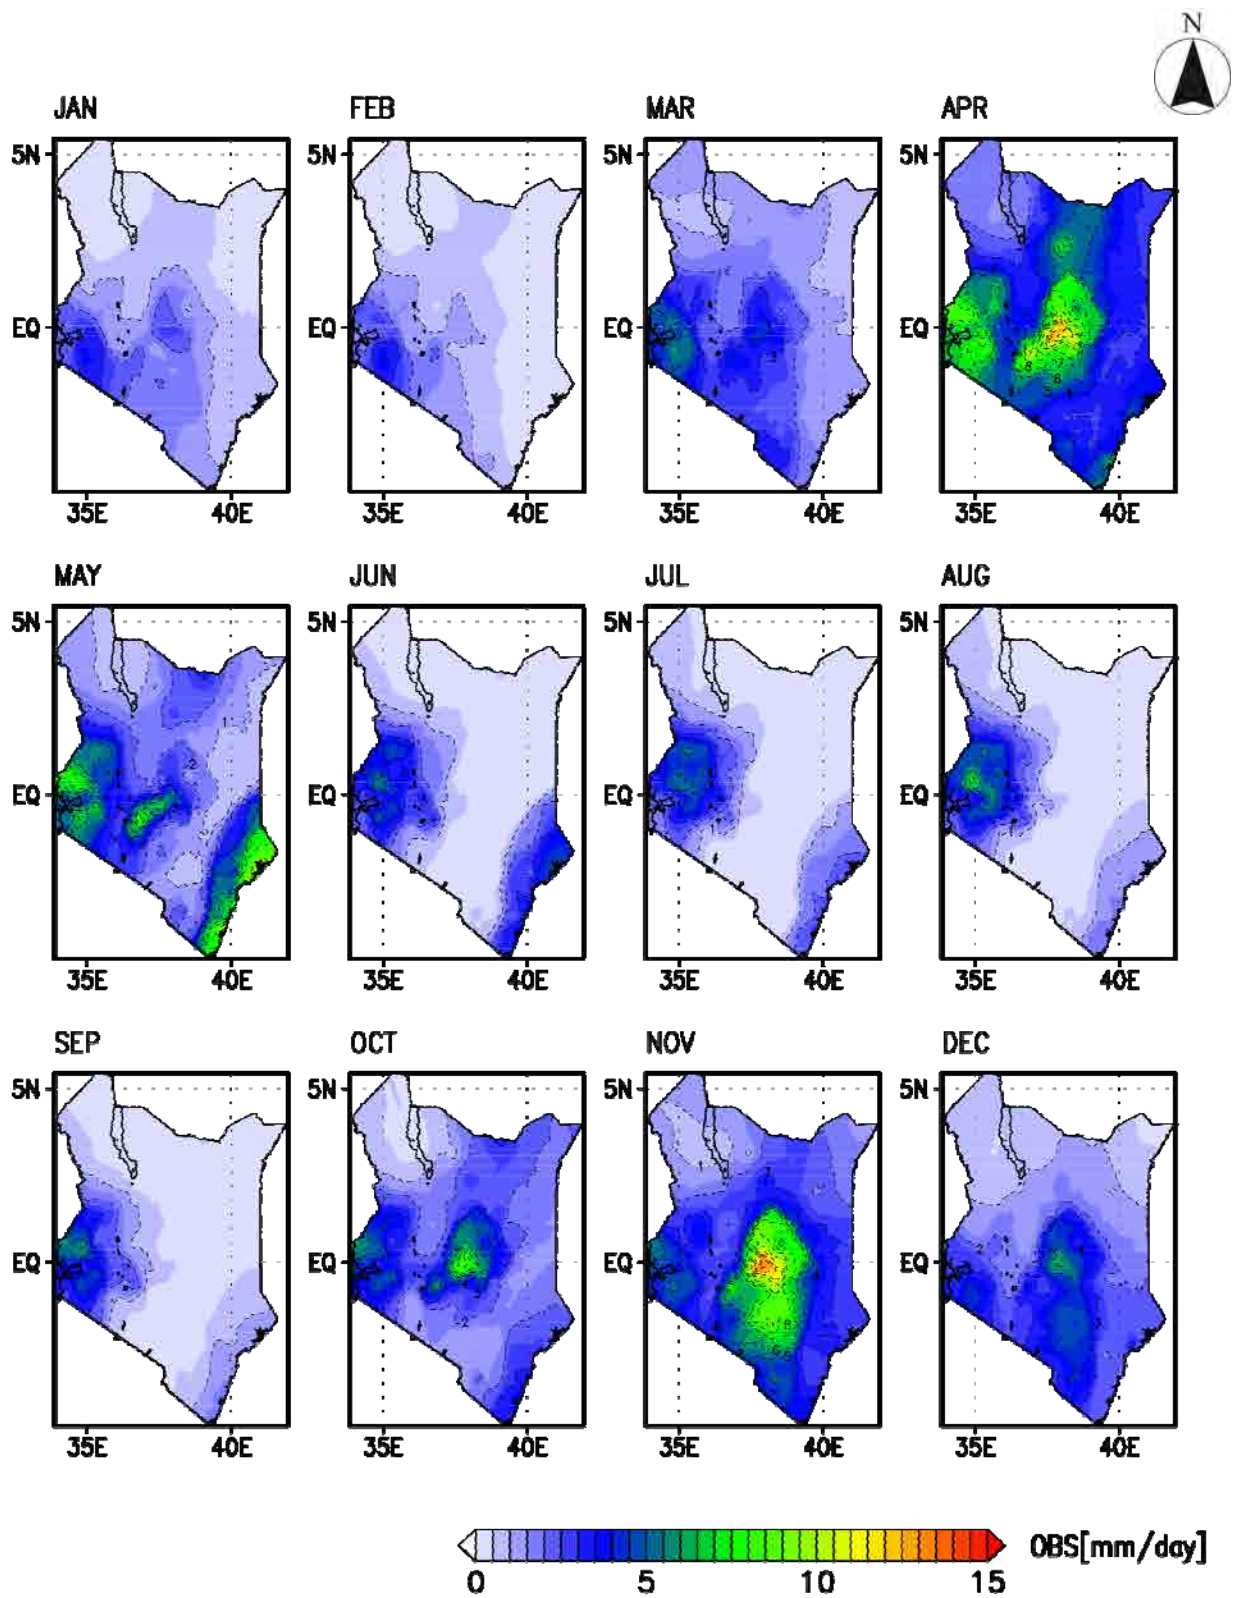 N
JAN FEB MAR APR
5N 5N 5N 5N
EQ EQ EQ EQ
35E 40E 35E 40E 35E 40E 35E 40E
MAY JUN JUL AUG
5N 5N 5N 5N
EQ EQ EQ EQ
35E 40E 35E 40E 35E 40E 35E 40E
SEP OCT NOV DEC
5N 5N 5N 5N
EQ EQ EQ EQ
35E 40E 35E 40E 35E 40E 35E 40E
OBS[mm/day]
0 5 10 15